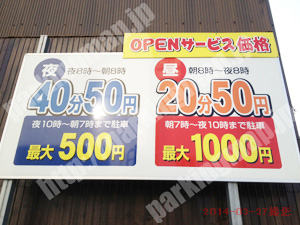 OPENサービス価格
夜 夜8時～朝8時
40分50円
夜10時～朝7時まで駐車
最大500円
昼 朝8時～夜8時
20分50円
朝7時～夜10時まで駐車
最大1000円